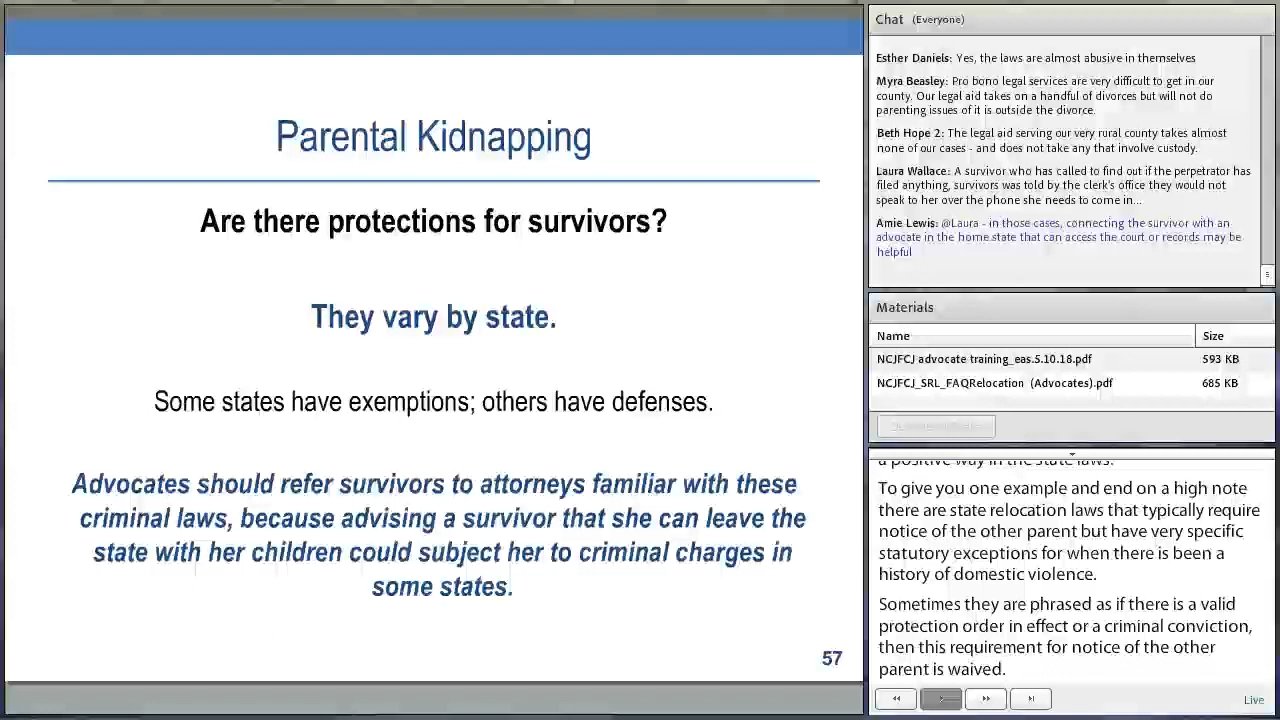 Parental Kidnapping
Are there protections for survivors?
They vary by state.
Some states have exemptions; others have defenses.
Advocates should refer survivors to attorneys familiar with these
criminal laws, because advising a survivor that she can leave the
state with her children could subject her to criminal charges in
some states.
57
Chat (Everyone)
Esther Daniels: Yes, the laws are almost abusive in themselves
Myra Beasley: Pro bono legal services are very difficult to get in our
county. Our legal aid takes on a handful of divorces but will not do
parenting issues of it is outside the divorce.
Beth Hope 2: The legal aid serving our very rural county takes almost
none of our cases - and does not take any that involve custody.
Laura Wallace: A survivor who has called to find out if the perpetrator has
filed anything, survivors was told by the clerk's office they would not
speak to her over the phone she needs to come in...
Amie Lewis: @Laura - in those cases, connecting the survivor with an
advocate in the home state that can access the court or records may be
helpful
Materials
Name Size
NCJFCJ advocate training_eas.5.10.18.pdf 593 KB
NCJFCJ_SRL_FAQRelocation (Advocates).pdf 685 KB
a positive way in the state laws.
To give you one example and end on a high note
there are state relocation laws that typically require
notice of the other parent but have very specific
statutory exceptions for when there is been a
history of domestic violence.
Sometimes they are phrased as if there is a valid
protection order in effect or a criminal conviction,
then this requirement for notice of the other
parent is waived.
Live